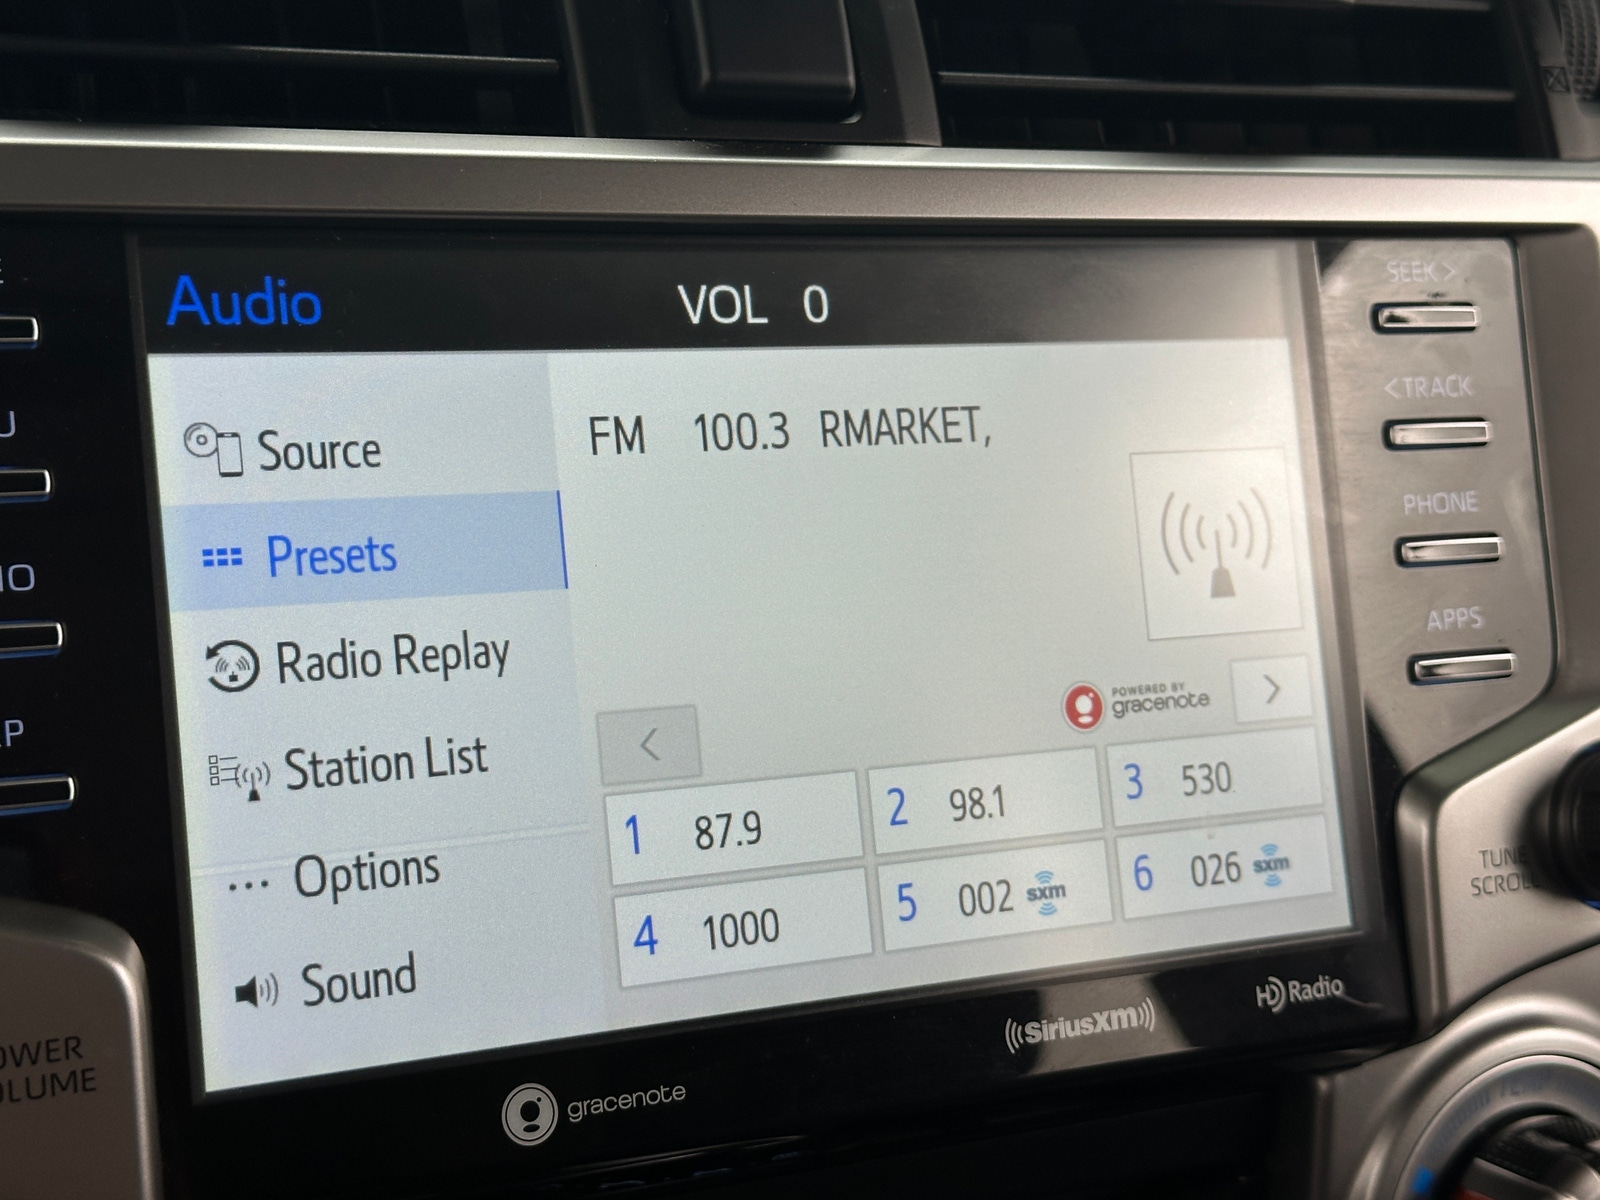 Audio
VOL 0
Source
Presets
Radio Replay
Station List
... Options
Sound
FM 100.3 RMARKET,
POWERED BY
gracenote
<
>
1 87.9
2 98.1
3 530
4 1000
5 002 sxm
6 026 sxm
SEEK >
< TRACK
PHONE
APPS
TUNE
SCROLL
gracenote
((SiriusXM))
HD Radio